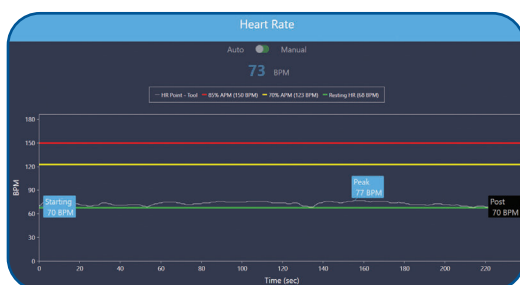 Heart Rate
Auto Manual
73 BPM
HR Point - Tool 85% APM (150 BPM) 70% APM (123 BPM) Resting HR (68 BPM)
180
150
120
90
60
30
0
BPM
Starting
70 BPM
Peak
77 BPM
Post
70 BPM
0 20 40 60 80 100 120 140 160 180 200 220
Time (sec)